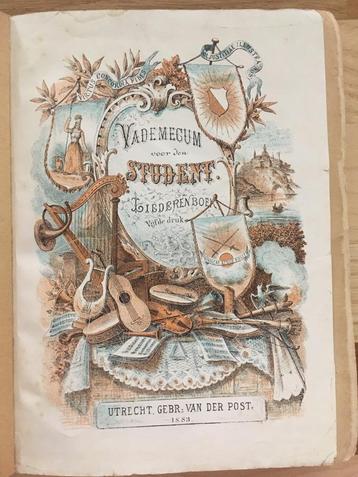 VADEMECUM
voor den
STUDENT.
LIEDERENBOEK
Vijfde druk
UTRECHT, GEBR: VAN DER POST.
1883.